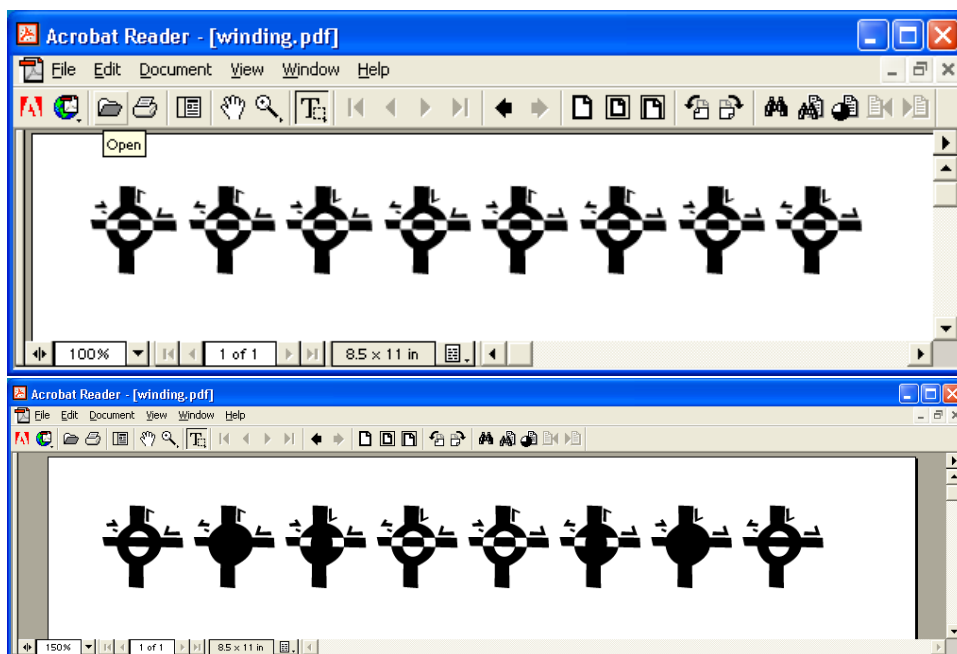 Acrobat Reader - [winding.pdf]
File Edit Document View Window Help
Open
100% 1 of 1 8.5 x 11 in
Acrobat Reader - [winding.pdf]
File Edit Document View Window Help
150% 1 of 1 8.5 x 11 in